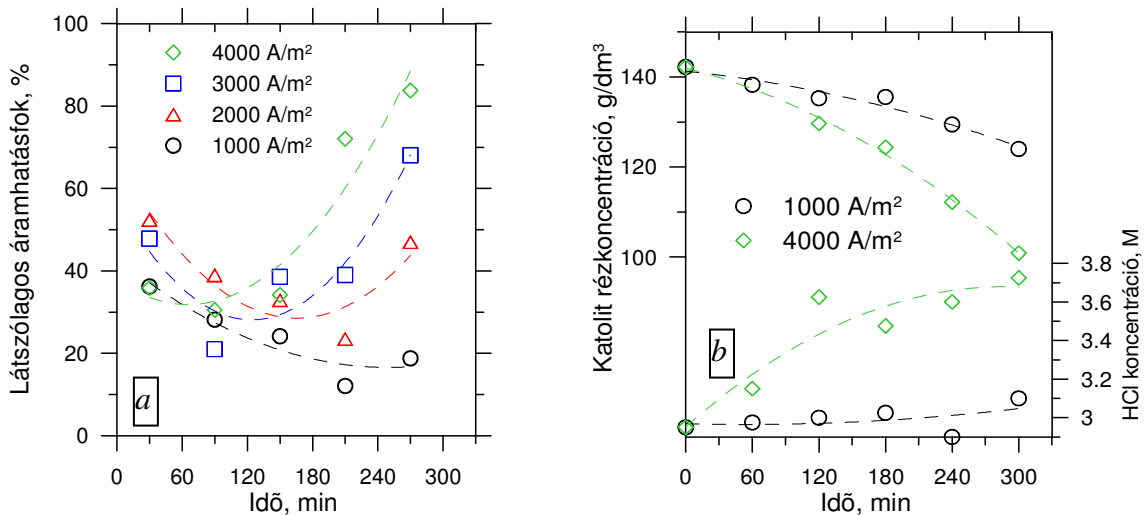 100
80
60
40
20
0
Látszólagos áramhatásfok, %
4000 A/m²
3000 A/m²
2000 A/m²
1000 A/m²
a
0 60 120 180 240 300
Idõ, min
140
120
100
Katolit rézkoncentráció, g/dm³
1000 A/m²
4000 A/m²
b
3.8
3.6
3.4
3.2
3.1
3
HCl koncentráció, M
0 60 120 180 240 300
Idõ, min